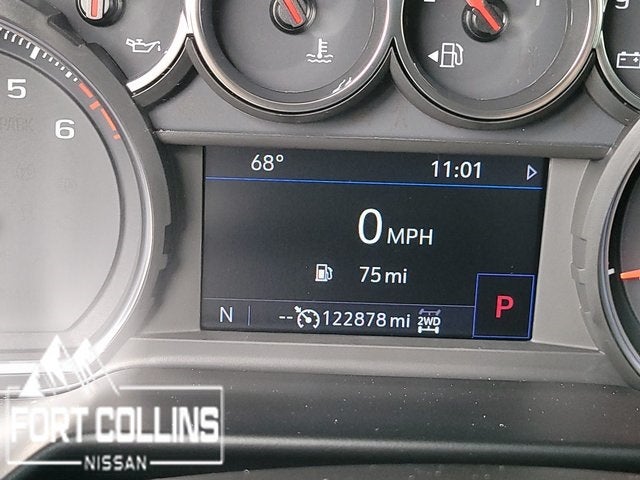 5
6
68° 11:01
0 MPH
75 mi
P
N -- 122878 mi 2WD
FORT COLLINS
NISSAN